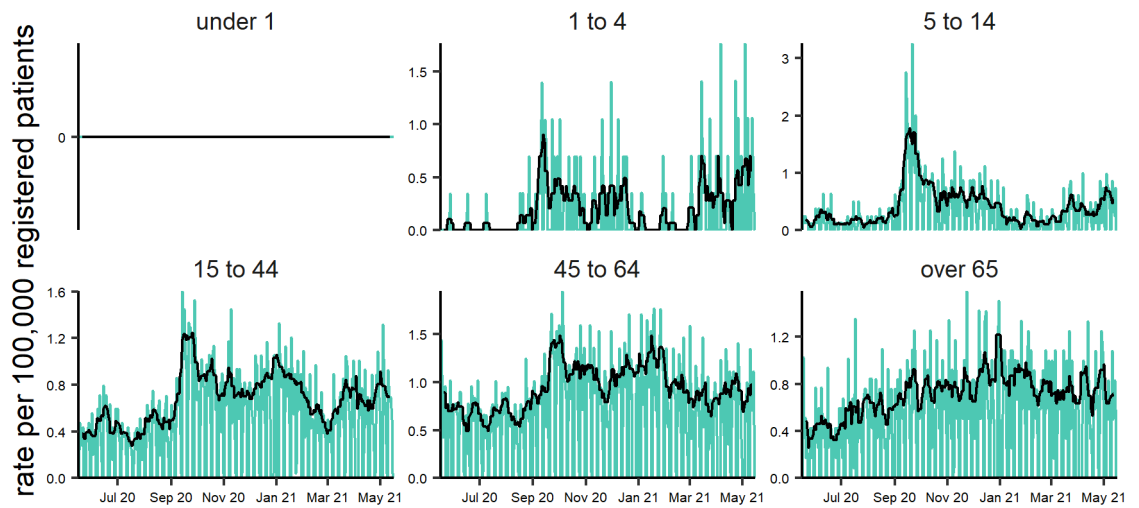 rate per 100,000 registered patients
under 1
0
1 to 4
1.5
1.0
0.5
0.0
5 to 14
3
2
1
0
15 to 44
1.6
1.2
0.8
0.4
0.0
Jul 20 Sep 20 Nov 20 Jan 21 Mar 21 May 21
45 to 64
1.5
1.0
0.5
0.0
Jul 20 Sep 20 Nov 20 Jan 21 Mar 21 May 21
over 65
1.2
0.8
0.4
0.0
Jul 20 Sep 20 Nov 20 Jan 21 Mar 21 May 21